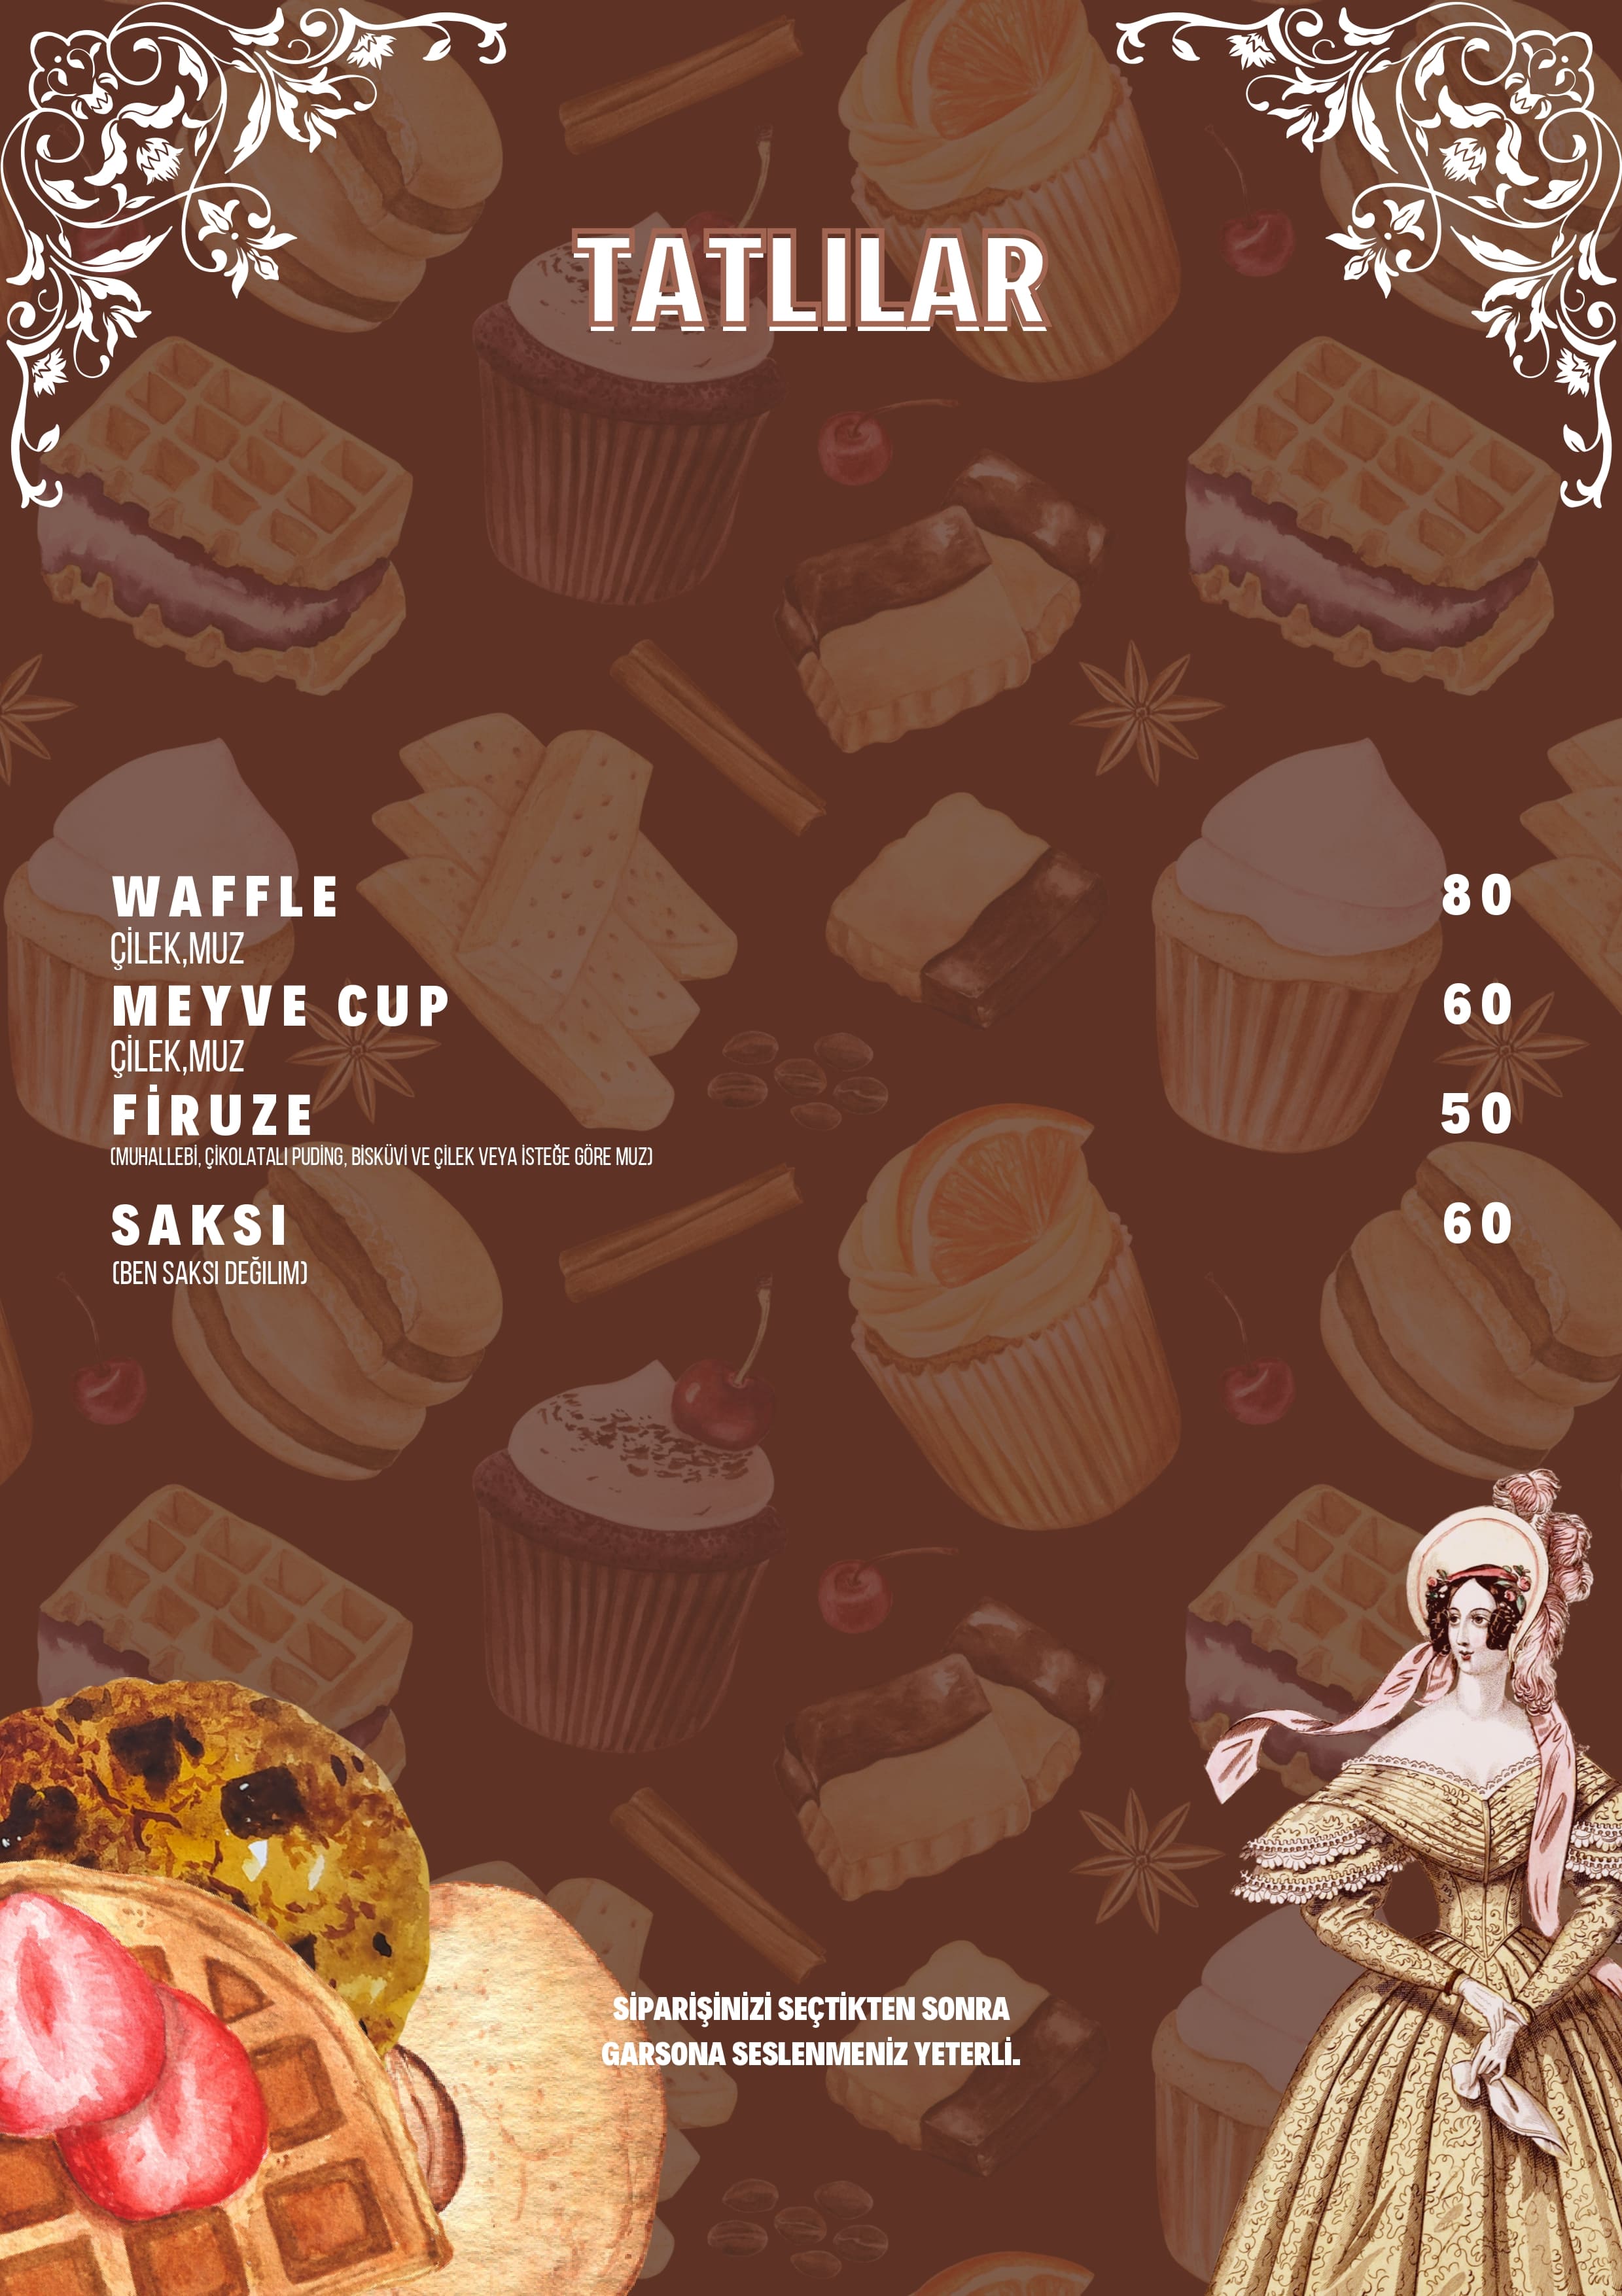 TATLILAR
WAFFLE 80
ÇİLEK,MUZ
MEYVE CUP 60
ÇİLEK,MUZ
FİRUZE 50
(MUHALLEBİ, ÇİKOLATALI PUDİNG, BİSKÜVİ VE ÇİLEK VEYA İSTEĞE GÖRE MUZ)
SAKSI 60
(BEN SAKSI DEĞILIM)
SİPARİŞİNİZİ SEÇTİKTEN SONRA
GARSONA SESLENMENİZ YETERLİ.